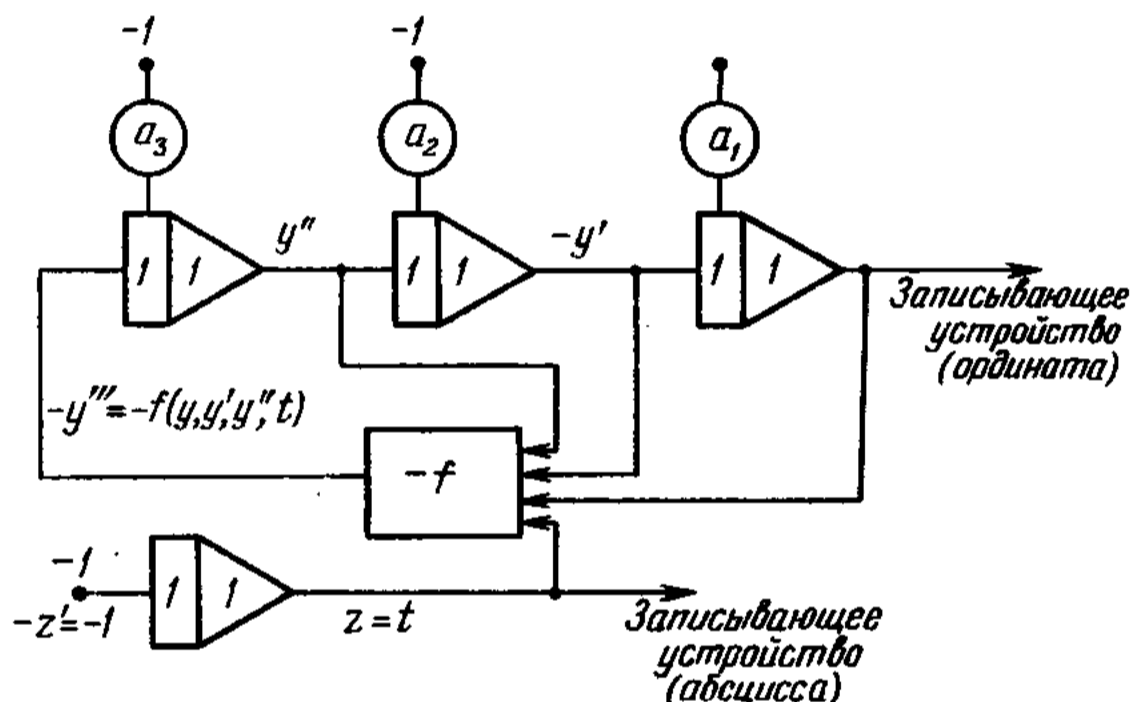 -1
-1
a₃
a₂
a₁
1 1
y″
1 1
-y′
1 1
Записывающее
устройство
(ордината)
-y‴=-f(y,y′,y″,t)
-f
-1
-z′=-1
1 1
z=t
Записывающее
устройство
(абсцисса)